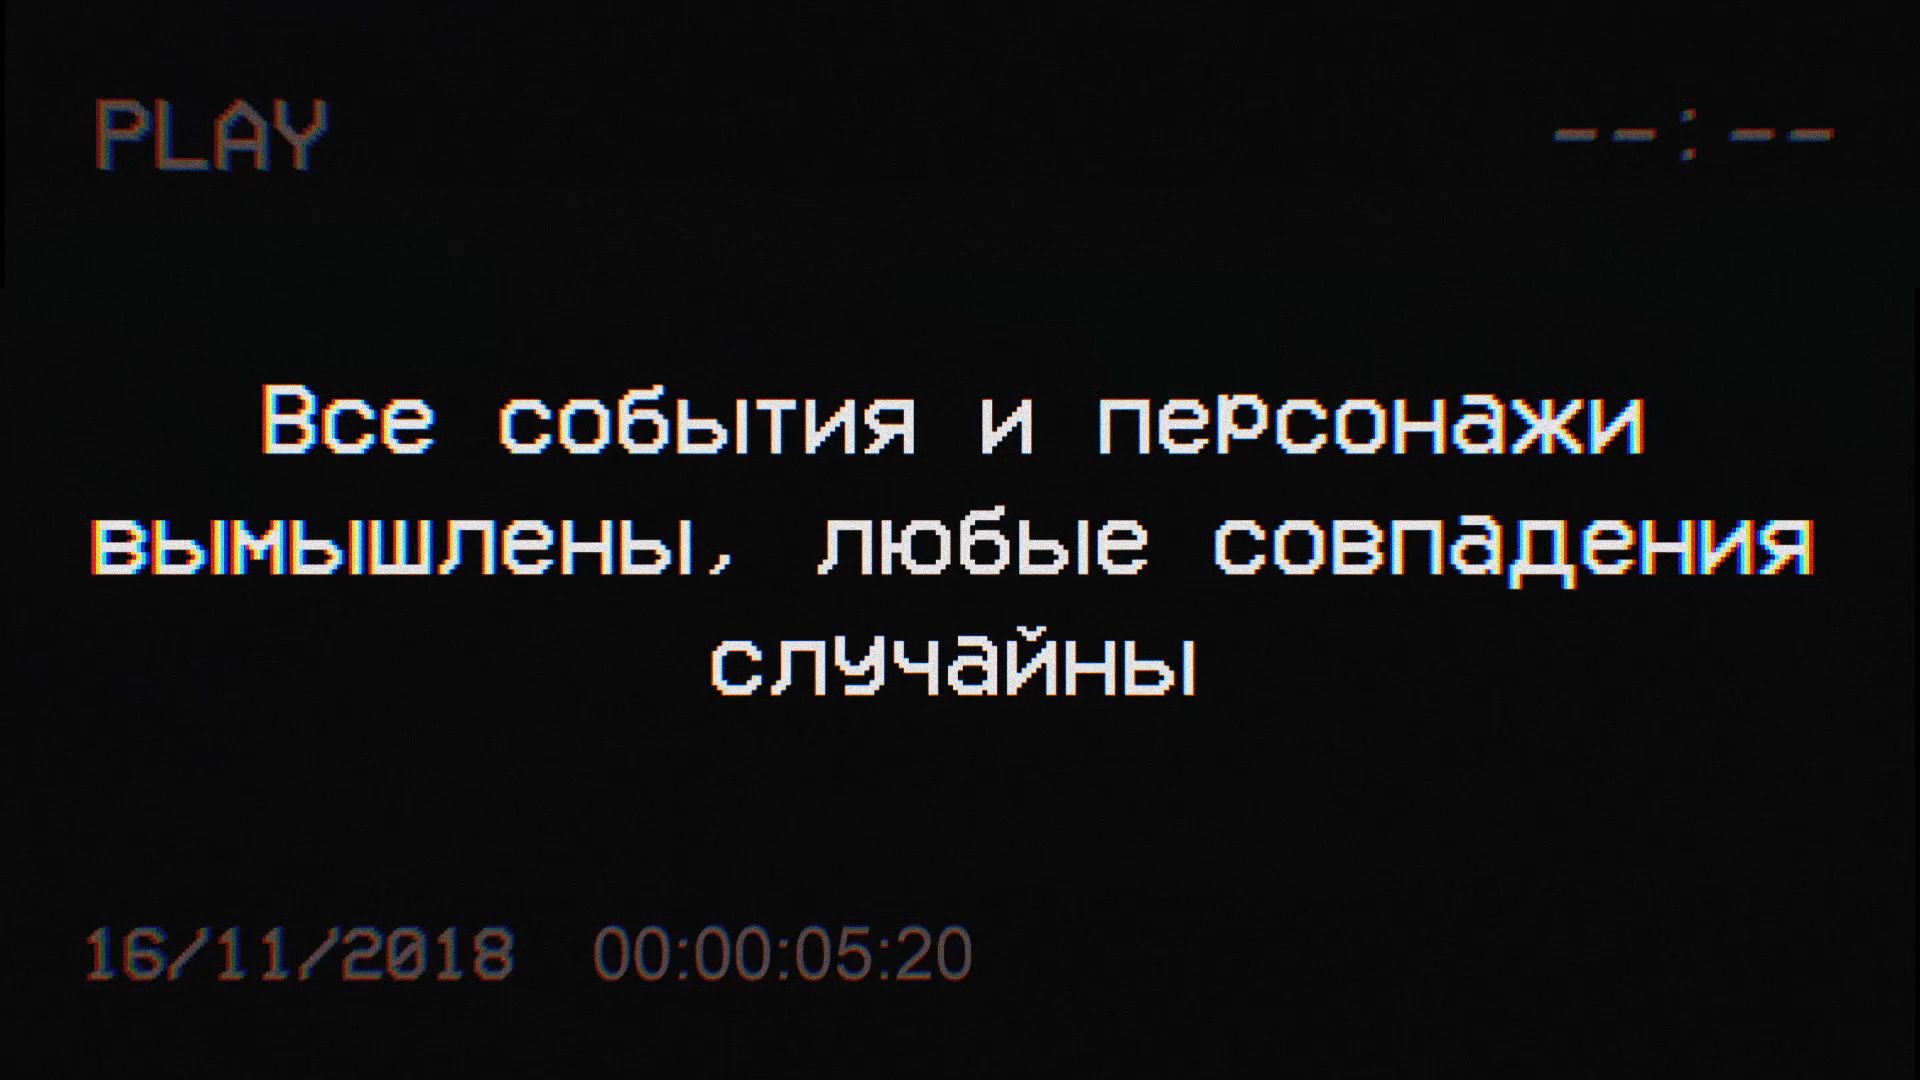 PLAY --:--
Все события и персонажи
вымышлены, любые совпадения
случайны
16/11/2018 00:00:05:20